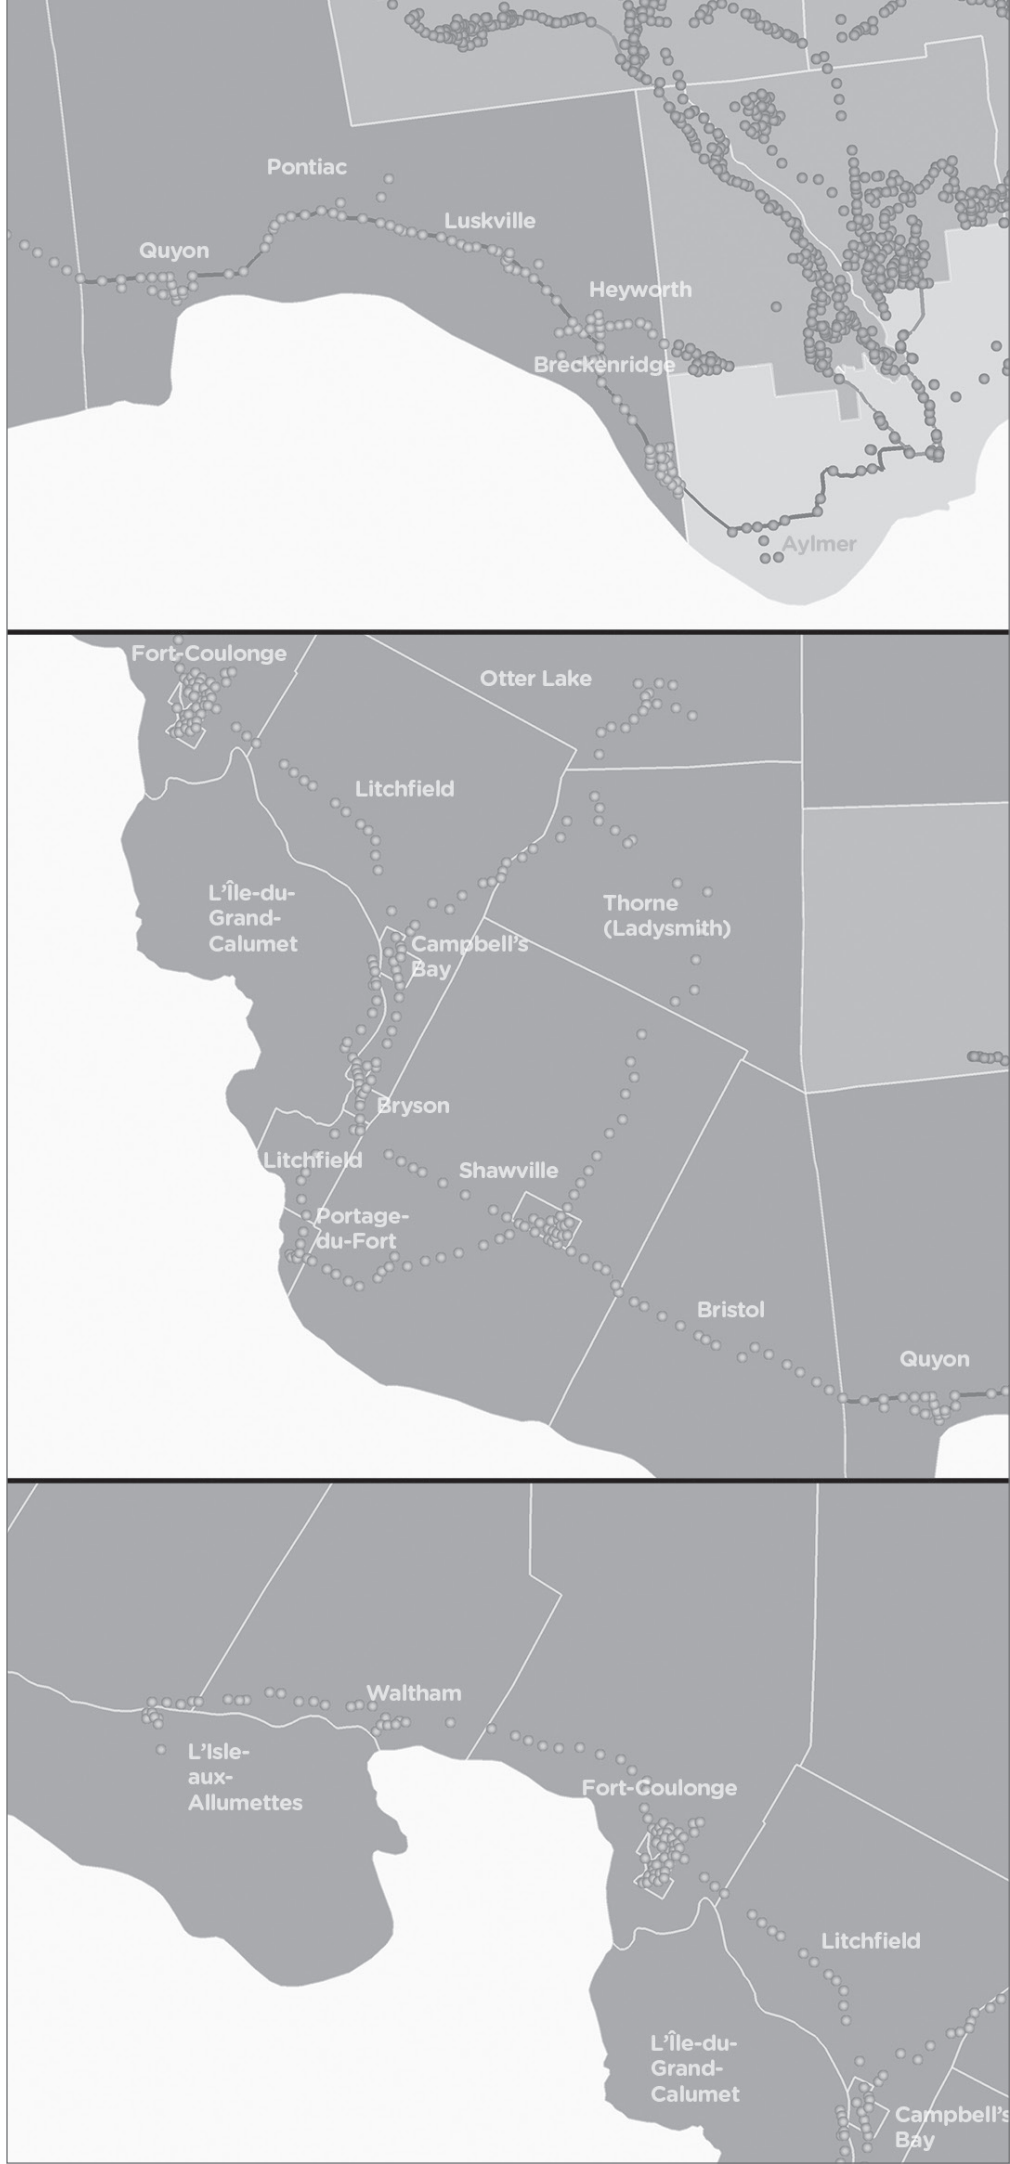 Pontiac
Luskville
Quyon
Heyworth
Breckenridge
Aylmer
Fort-Coulonge
Otter Lake
Litchfield
L'Île-du-
Grand-
Calumet
Thorne
(Ladysmith)
Campbell's
Bay
Bryson
Litchfield
Shawville
Portage-
du-Fort
Bristol
Quyon
Waltham
L'Isle-
aux-
Allumettes
Fort-Coulonge
Litchfield
L'Île-du-
Grand-
Calumet
Campbell's
Bay